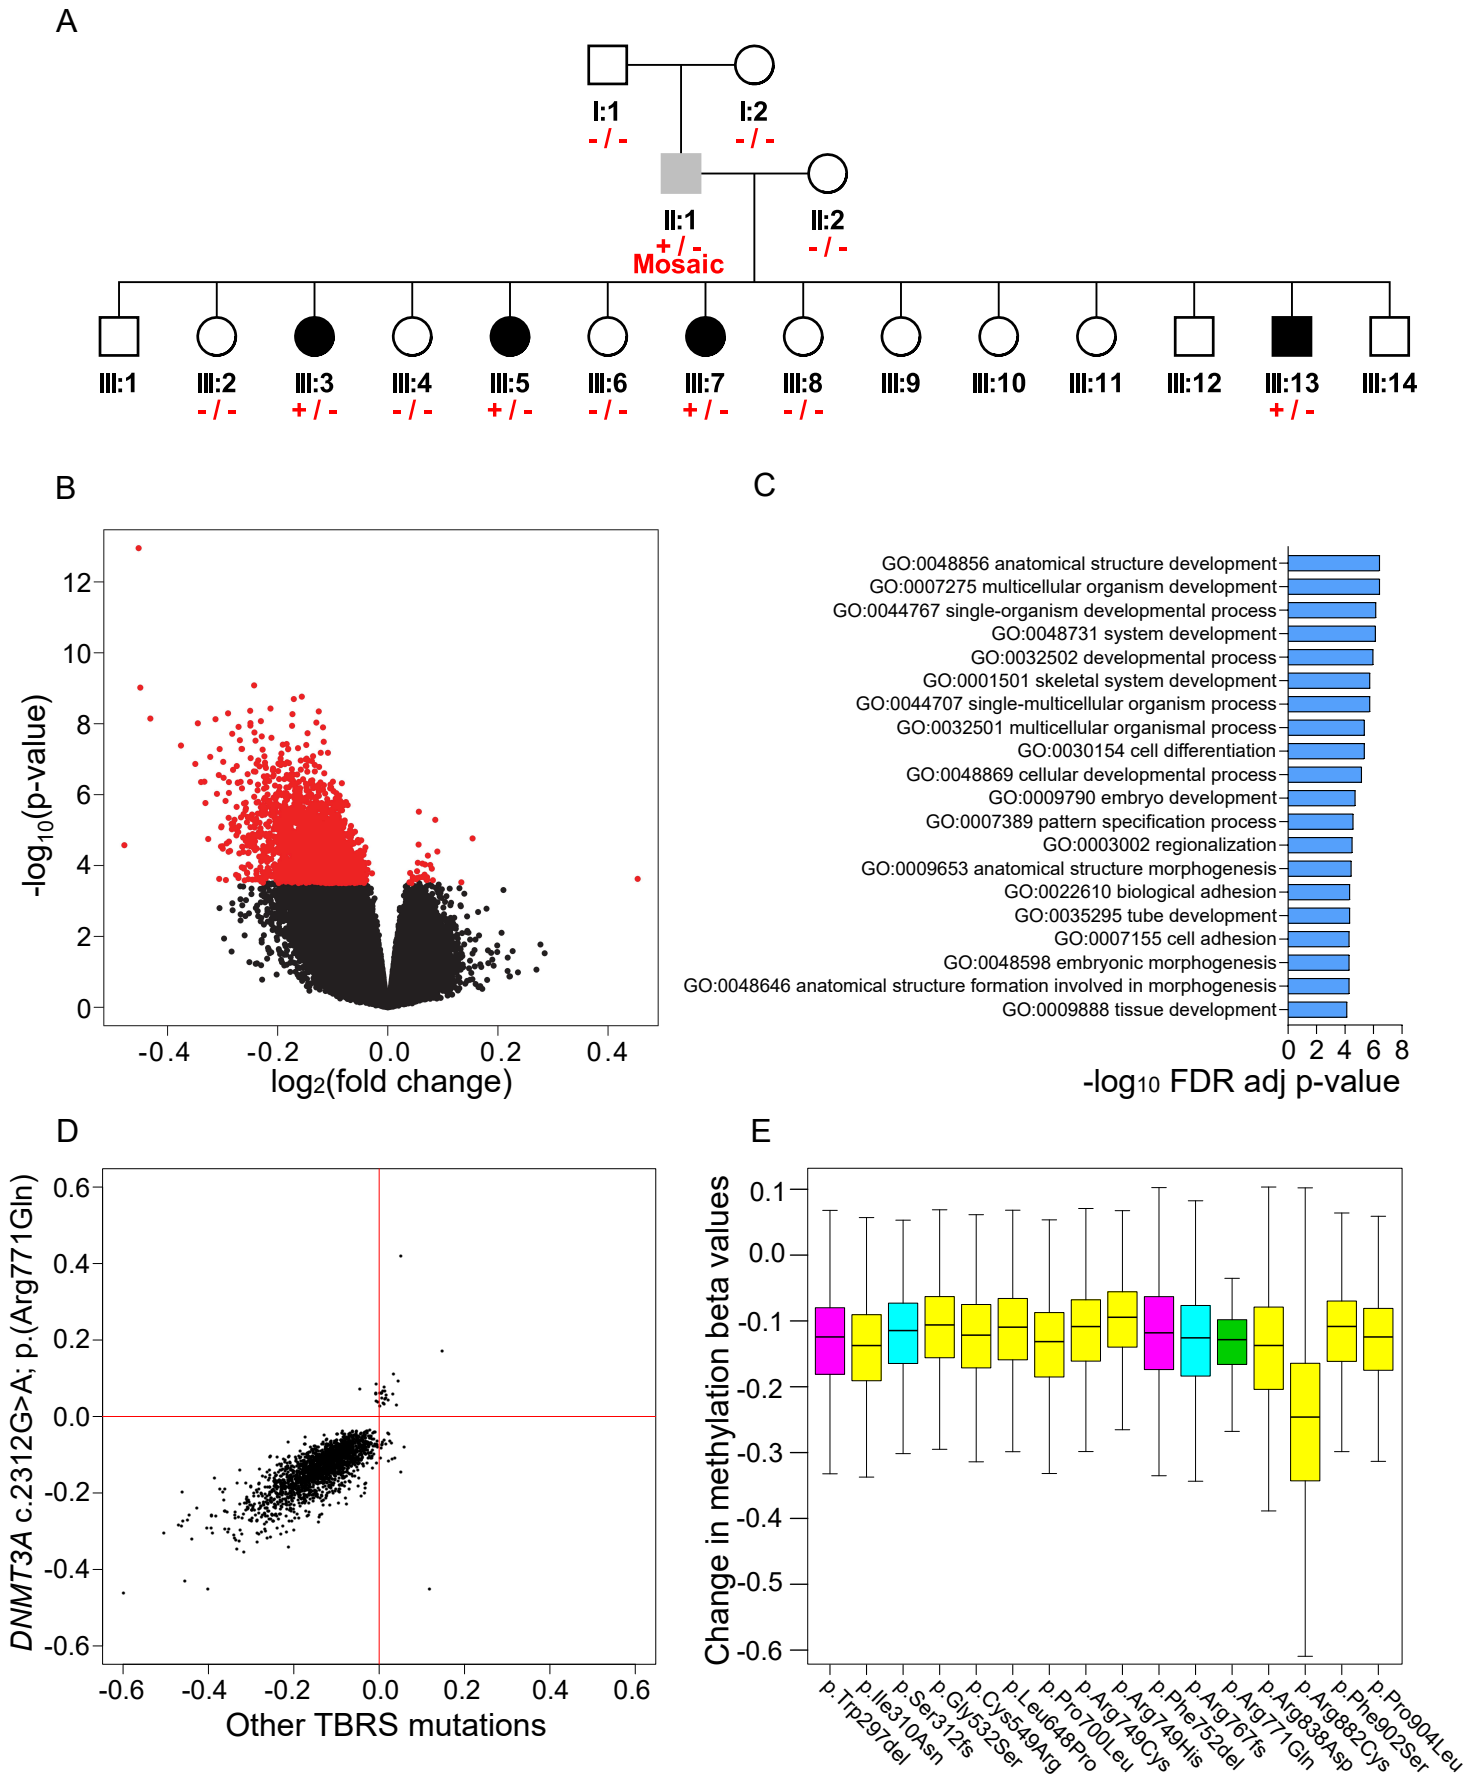 A
I:1
I:2
- / -
- / -
II:1
II:2
+ / -
- / -
Mosaic
III:1
III:2
III:3
III:4
III:5
III:6
III:7
III:8
III:9
III:10
III:11
III:12
III:13
III:14
- / -
+ / -
- / -
+ / -
- / -
+ / -
- / -
+ / -
B
-log10(p-value)
12
10
8
6
4
2
0
-0.4
-0.2
0.0
0.2
0.4
log2(fold change)
C
GO:0048856 anatomical structure development
GO:0007275 multicellular organism development
GO:0044767 single-organism developmental process
GO:0048731 system development
GO:0032502 developmental process
GO:0001501 skeletal system development
GO:0044707 single-multicellular organism process
GO:0032501 multicellular organismal process
GO:0030154 cell differentiation
GO:0048869 cellular developmental process
GO:0009790 embryo development
GO:0007389 pattern specification process
GO:0003002 regionalization
GO:0009653 anatomical structure morphogenesis
GO:0022610 biological adhesion
GO:0035295 tube development
GO:0007155 cell adhesion
GO:0048598 embryonic morphogenesis
GO:0048646 anatomical structure formation involved in morphogenesis
GO:0009888 tissue development
0 2 4 6 8
-log10 FDR adj p-value
D
DNMT3A c.2312G>A; p.(Arg771Gln)
0.6
0.4
0.2
0.0
-0.2
-0.4
-0.6
-0.6
-0.4
-0.2
0.0
0.2
0.4
0.6
Other TBRS mutations
E
Change in methylation beta values
0.1
0.0
-0.1
-0.2
-0.3
-0.4
-0.5
-0.6
p.Trp297del
p.Ile310Asn
p.Ser312fs
p.Gly532Ser
p.Cys549Arg
p.Leu648Pro
p.Pro700Leu
p.Arg749Cys
p.Arg749His
p.Phe752del
p.Arg767fs
p.Arg771Gln
p.Arg838Asp
p.Arg882Cys
p.Phe902Ser
p.Pro904Leu